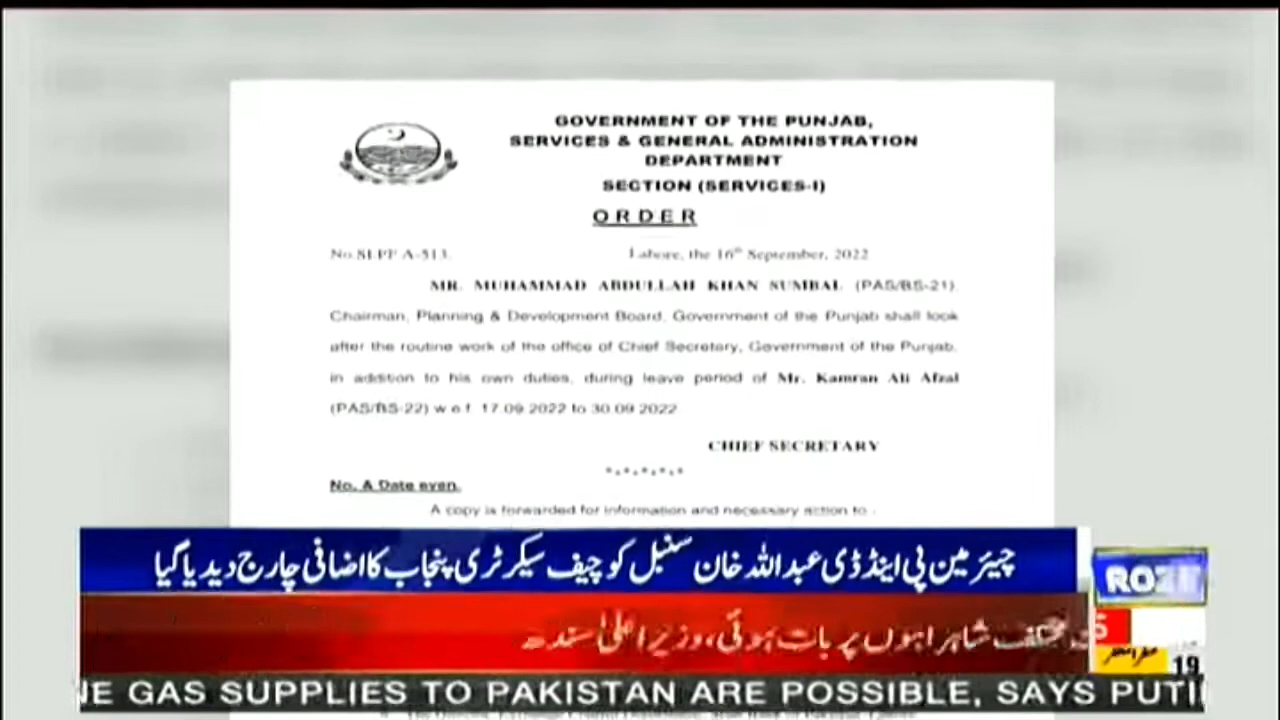 GOVERNMENT OF THE PUNJAB,
SERVICES & GENERAL ADMINISTRATION
DEPARTMENT
SECTION (SERVICES-I)
ORDER
Lahore, the 16th September, 2022
MR. MUHAMMAD ABDULLAH KHAN SUMBAL (PAS/BS-21),
Chairman, Planning & Development Board, Government of the Punjab shall look
after the routine work of the office of Chief Secretary, Government of the Punjab,
in addition to his own duties, during leave period of Mr. Kamran Ali Afzal
(PAS/BS-22) w.e.f. 17.09.2022 to 30.09.2022
CHIEF SECRETARY
No. & Date even.
A copy is forwarded for information and necessary action to:-
چیئرمین پی اینڈ ڈی عبداللہ خان سنبل کو چیف سیکرٹری پنجاب کا اضافی چارج دیدیا گیا
شاہراہوں پر بات ہوئی، وزیر اعلیٰ سندھ
ROZE
صفر المظفر
19
GAS SUPPLIES TO PAKISTAN ARE POSSIBLE, SAYS